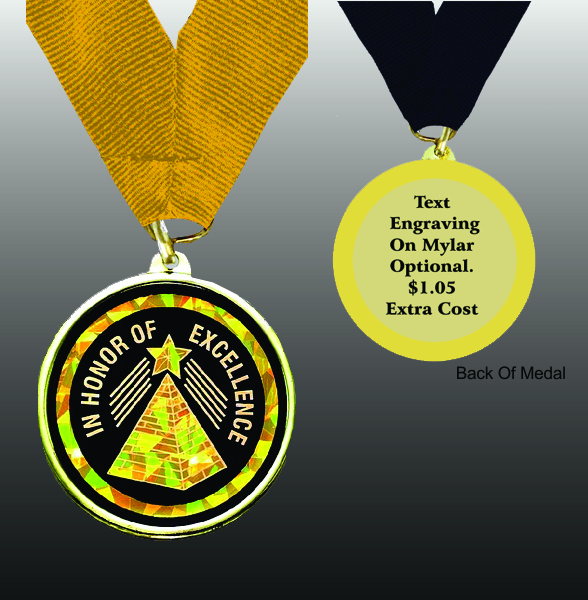 IN HONOR OF EXCELLENCE
Text
Engraving
On Mylar
Optional.
$1.05
Extra Cost
Back Of Medal